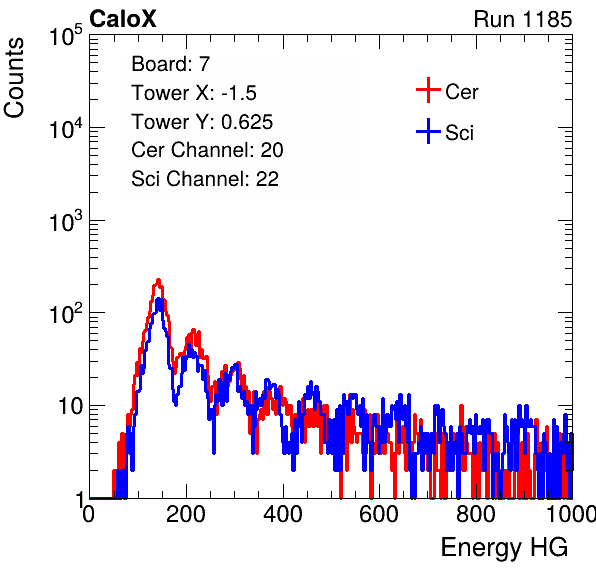 CaloX Run 1185
Counts
10^5
10^4
10^3
10^2
10
1
Board: 7
Tower X: -1.5
Tower Y: 0.625
Cer Channel: 20
Sci Channel: 22
Cer
Sci
0 200 400 600 800 1000
Energy HG